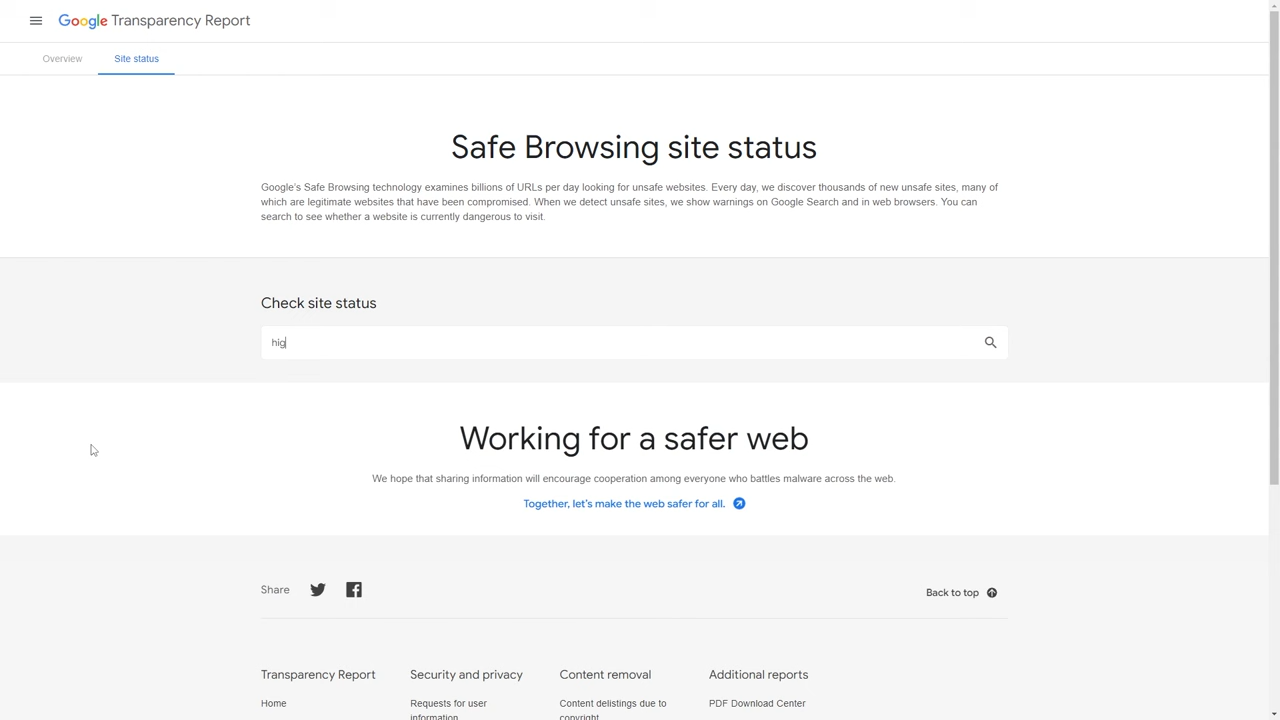 Google Transparency Report
Overview
Site status
Safe Browsing site status
Google's Safe Browsing technology examines billions of URLs per day looking for unsafe websites. Every day, we discover thousands of new unsafe sites, many of
which are legitimate websites that have been compromised. When we detect unsafe sites, we show warnings on Google Search and in web browsers. You can
search to see whether a website is currently dangerous to visit.
Check site status
hig
Working for a safer web
We hope that sharing information will encourage cooperation among everyone who battles malware across the web.
Together, let's make the web safer for all.
Share
Back to top
Transparency Report
Security and privacy
Content removal
Additional reports
Home
Requests for user
information
Content delistings due to
copyright
PDF Download Center